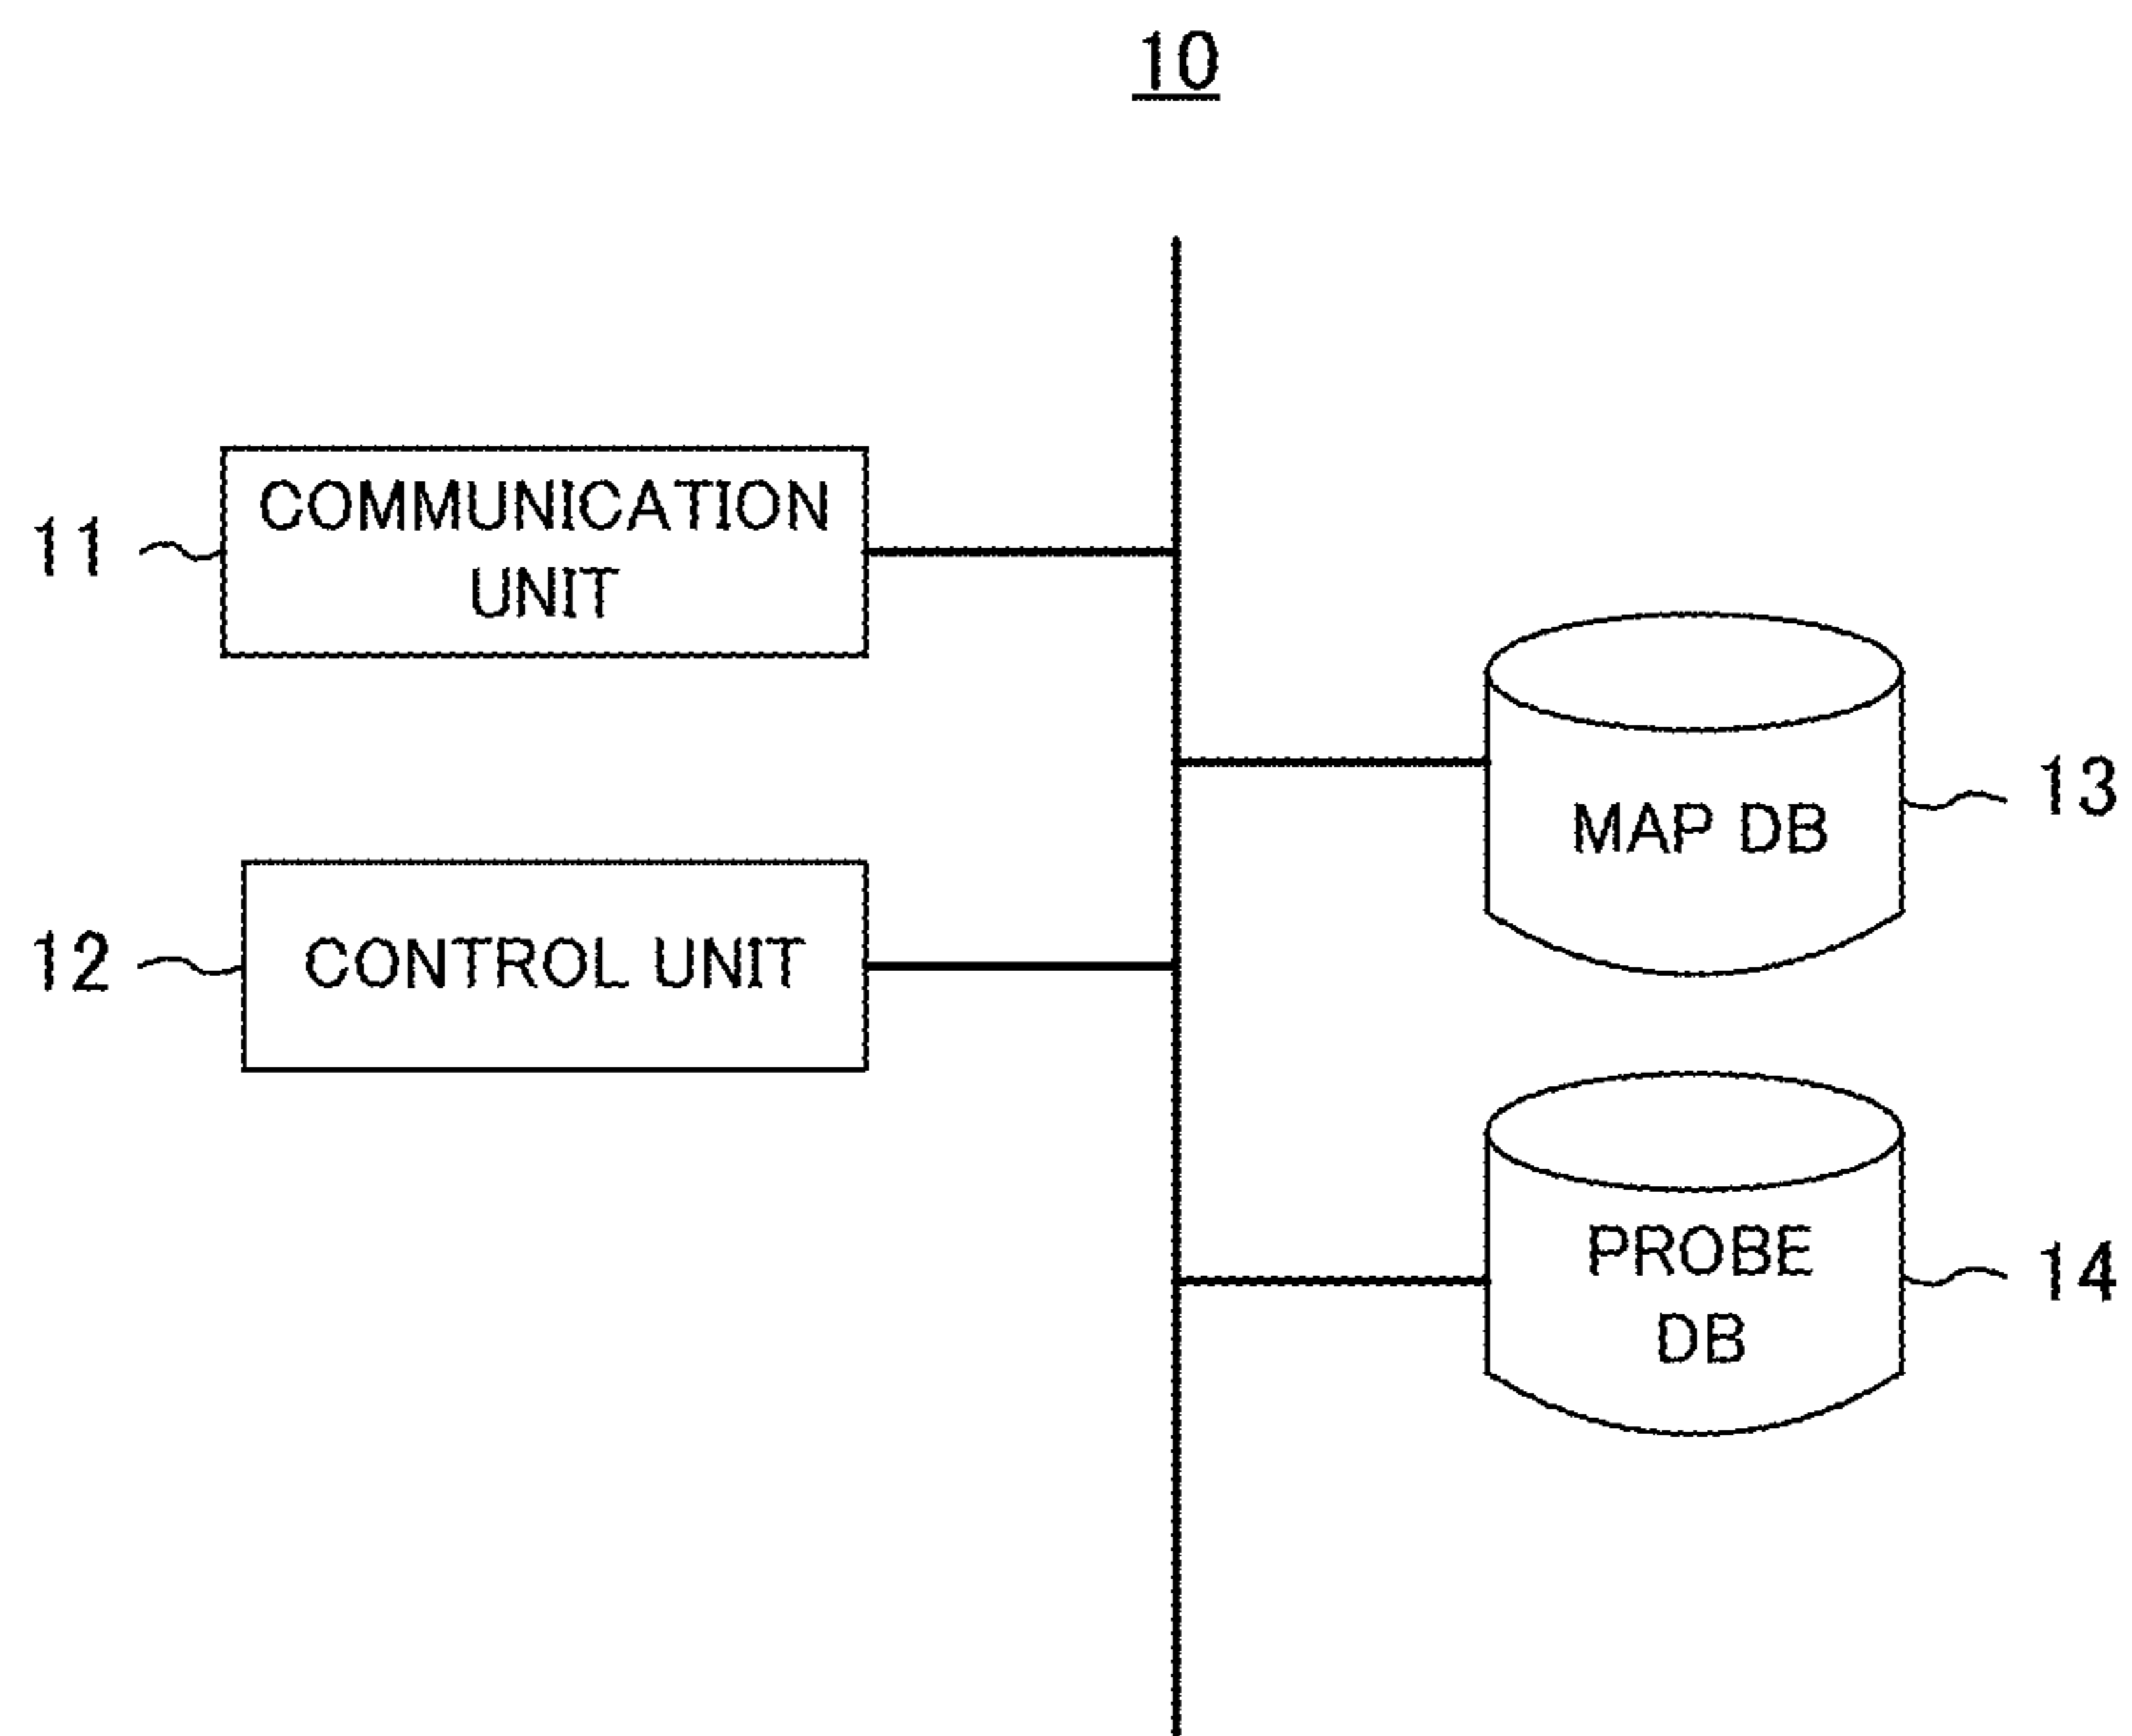 10
COMMUNICATION
UNIT
11
MAP DB
13
CONTROL UNIT
12
PROBE
DB
14